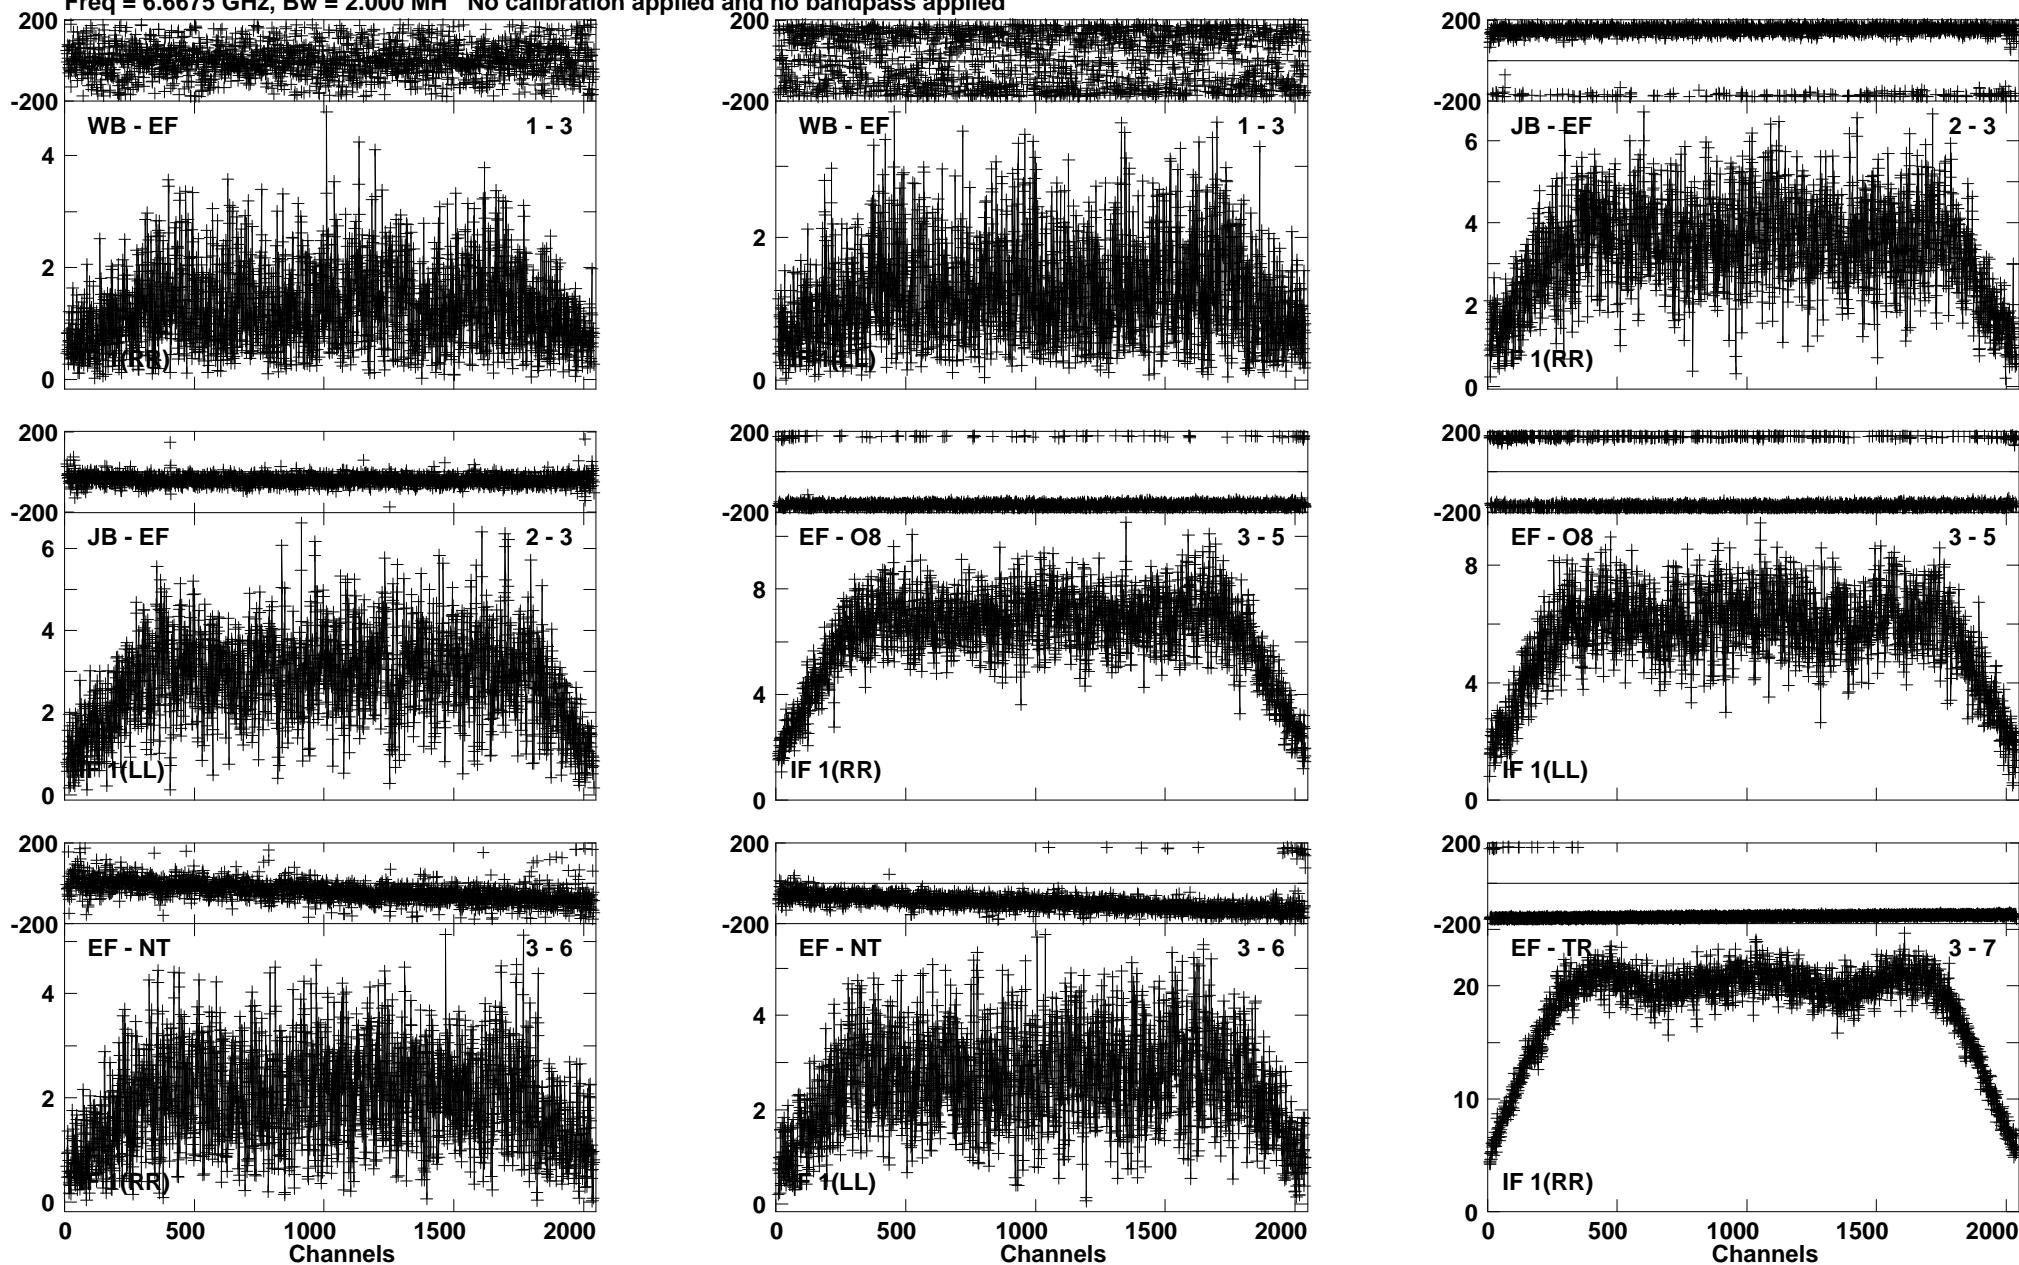 Freq = 6.6675 GHz, Bw = 2.000 MH No calibration applied and no bandpass applied
200
-200
WB - EF 1 - 3
4
2
0
IF 1(RR)
200
-200
WB - EF 1 - 3
2
0
IF 1(LL)
200
-200
JB - EF 2 - 3
6
4
2
0
IF 1(RR)
200
-200
JB - EF 2 - 3
6
4
2
0
IF 1(LL)
200
-200
EF - O8 3 - 5
8
4
0
IF 1(RR)
200
-200
EF - O8 3 - 5
8
4
0
IF 1(LL)
200
-200
EF - NT 3 - 6
4
2
0
IF 1(RR)
0 500 1000 1500 2000
Channels
200
-200
EF - NT 3 - 6
4
2
0
IF 1(LL)
0 500 1000 1500 2000
Channels
200
-200
EF - TR 3 - 7
20
10
0
IF 1(RR)
0 500 1000 1500 2000
Channels